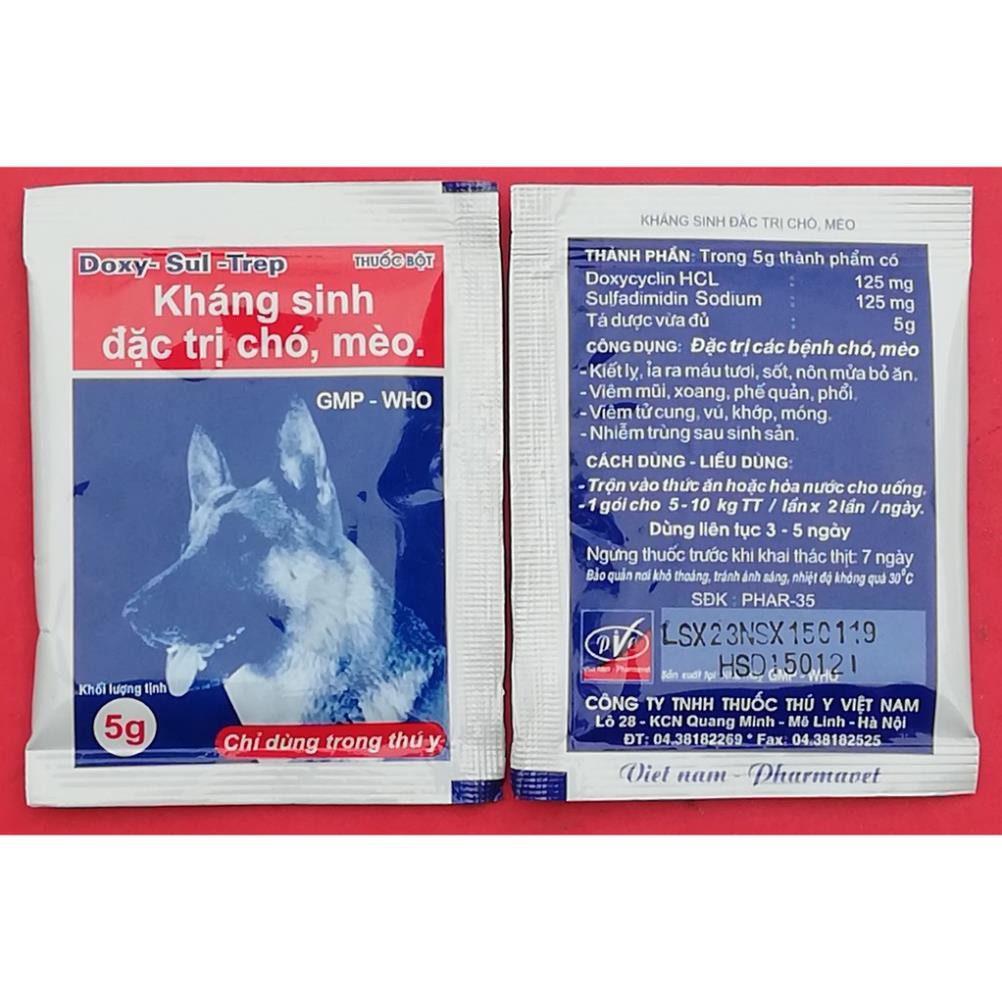 Doxy- Sul -Trep
THUỐC BỘT
Kháng sinh
đặc trị chó, mèo.
GMP - WHO
Khối lượng tịnh
5g
Chỉ dùng trong thú y
KHÁNG SINH ĐẶC TRỊ CHÓ, MÈO
THÀNH PHẦN: Trong 5g thành phẩm có
Doxycyclin HCL : 125 mg
Sulfadimidin Sodium : 125 mg
Tá dược vừa đủ : 5g
CÔNG DỤNG: Đặc trị các bệnh chó, mèo
- Kiết lỵ, ỉa ra máu tươi, sốt, nôn mửa bỏ ăn.
- Viêm mũi, xoang, phế quản, phổi.
- Viêm tử cung, vú, khớp, móng.
- Nhiễm trùng sau sinh sản.
CÁCH DÙNG - LIỀU DÙNG:
- Trộn vào thức ăn hoặc hòa nước cho uống.
- 1 gói cho 5-10 kg TT / lần x 2 lần / ngày.
Dùng liên tục 3 - 5 ngày
Ngưng thuốc trước khi khai thác thịt: 7 ngày
Bảo quản nơi khô thoáng, tránh ánh sáng, nhiệt độ không quá 30°C
SĐK : PHAR-35
LSX23NSX150119
HSD150121
Sản xuất tại GMP - WHO
CÔNG TY TNHH THUỐC THÚ Y VIỆT NAM
Lô 28 - KCN Quang Minh - Mê Linh - Hà Nội
ĐT: 04.38182269 * Fax: 04.38182525
Viet nam - Pharmavet